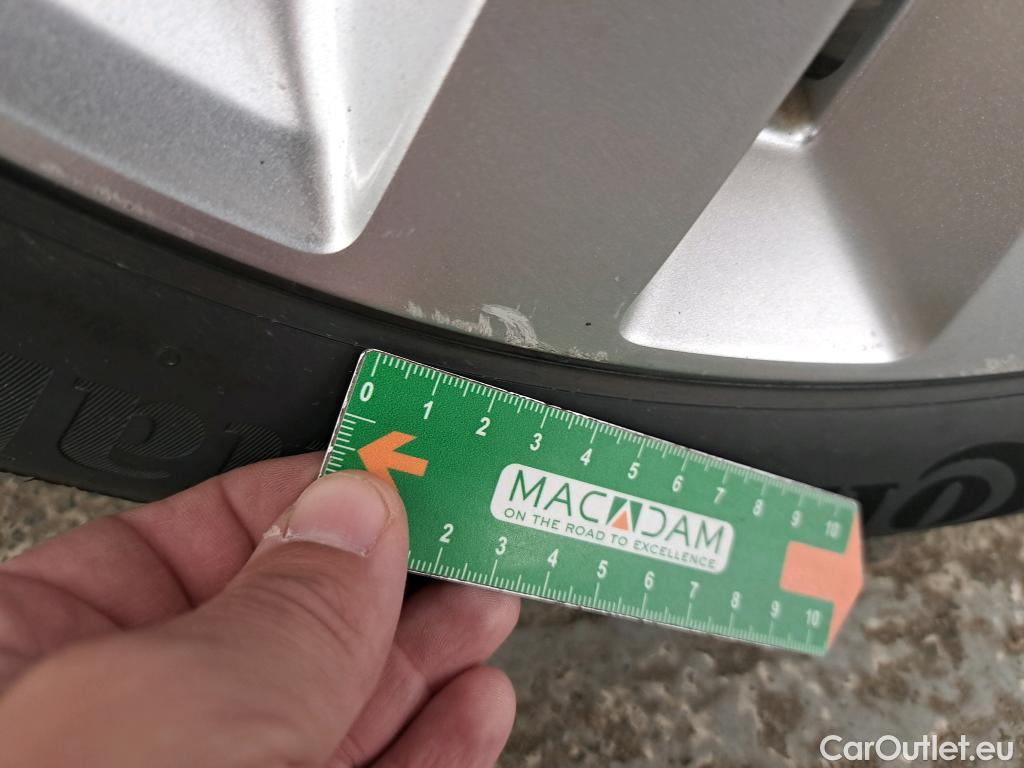 0 1 2 3 4 5 6 7 8 9 10
MACADAM
ON THE ROAD TO EXCELLENCE
2 3 4 5 6 7 8 9 10
CarOutlet.eu